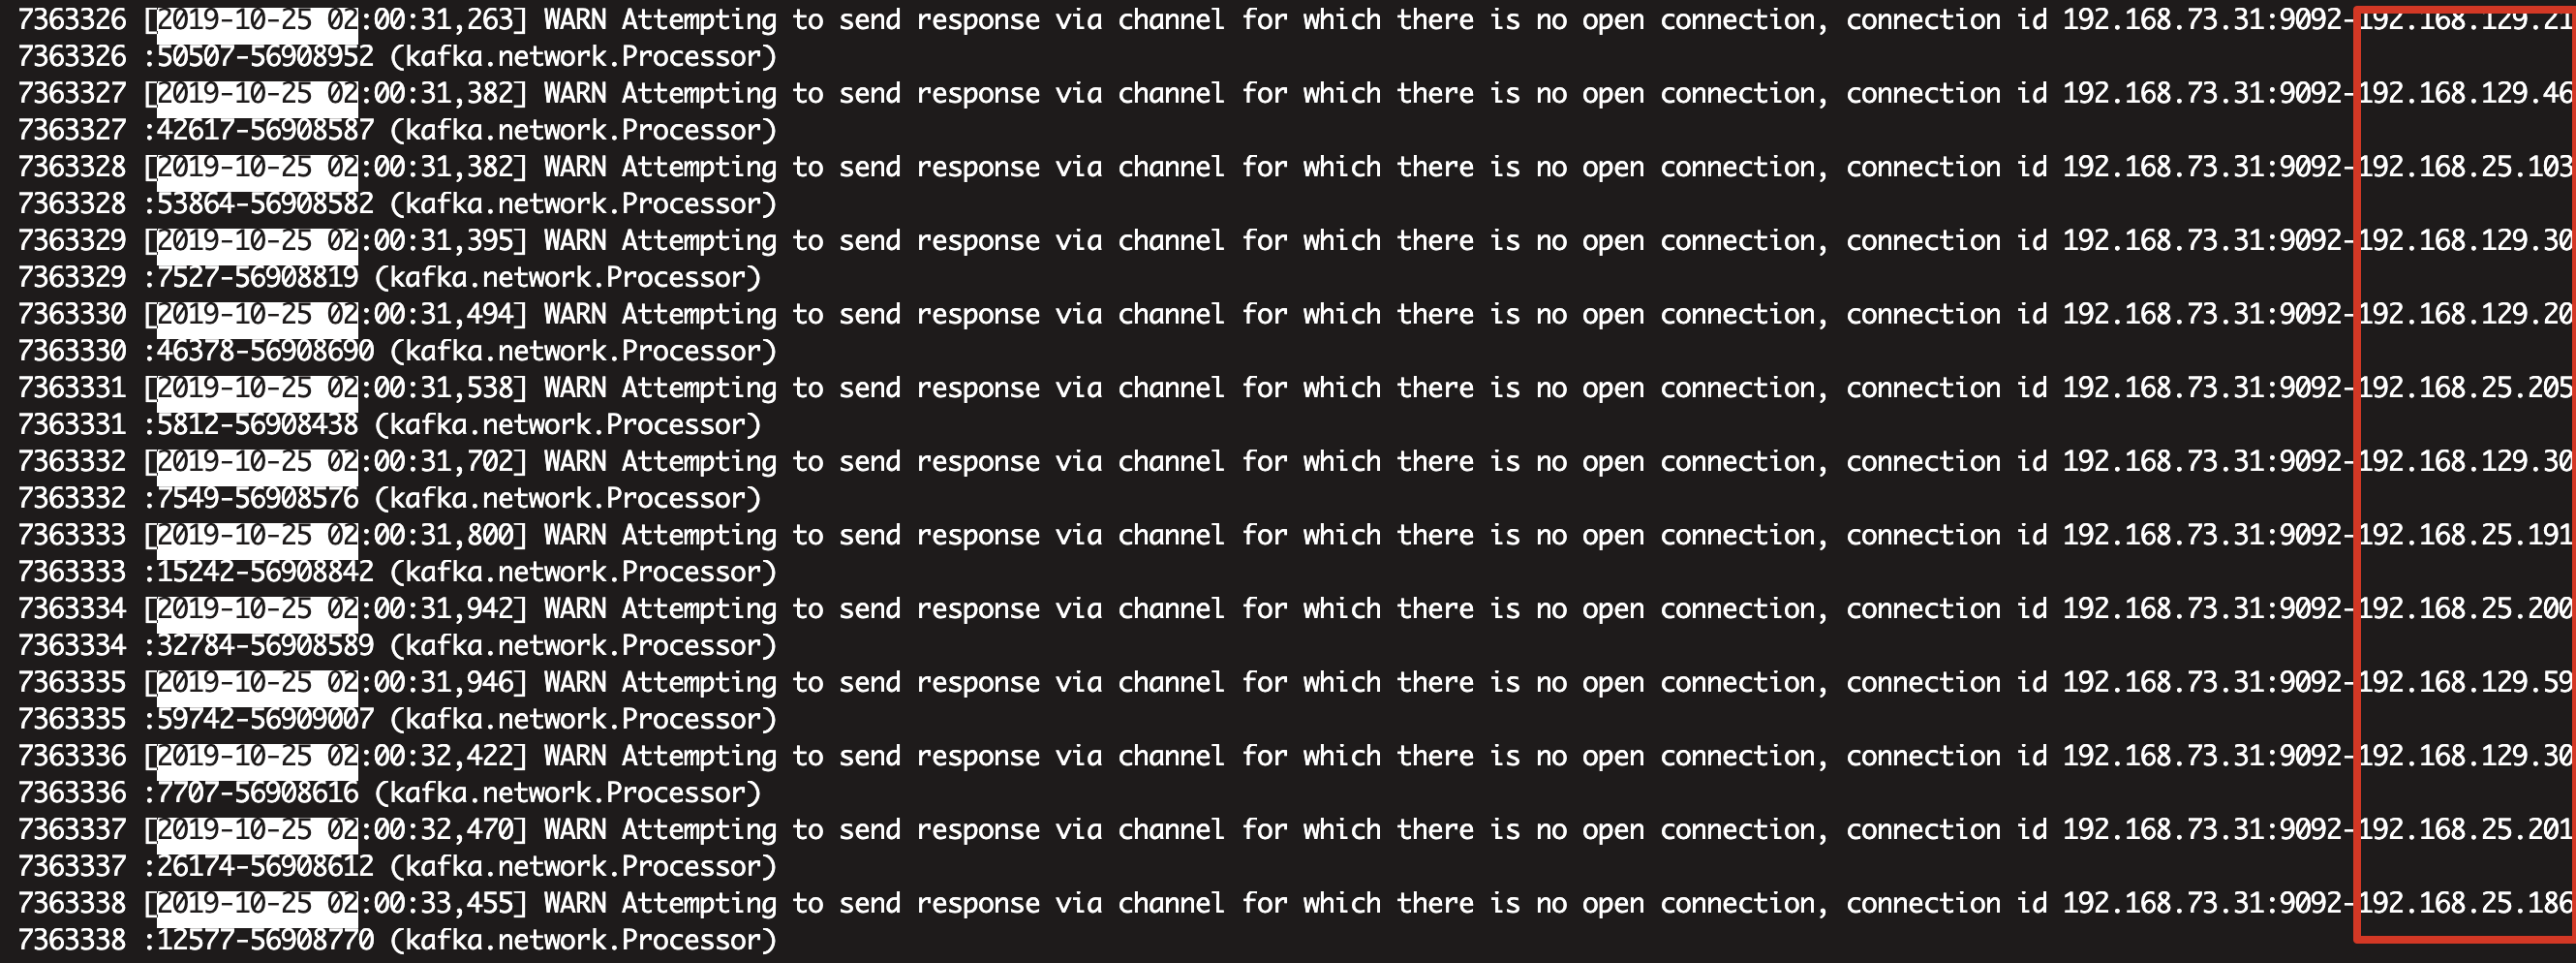 7363326 [2019-10-25 02:00:31,263] WARN Attempting to send response via channel for which there is no open connection, connection id 192.168.73.31:9092-192.168.129.21
7363326 :50507-56908952 (kafka.network.Processor)
7363327 [2019-10-25 02:00:31,382] WARN Attempting to send response via channel for which there is no open connection, connection id 192.168.73.31:9092-192.168.129.46
7363327 :42617-56908587 (kafka.network.Processor)
7363328 [2019-10-25 02:00:31,382] WARN Attempting to send response via channel for which there is no open connection, connection id 192.168.73.31:9092-192.168.25.103
7363328 :53864-56908582 (kafka.network.Processor)
7363329 [2019-10-25 02:00:31,395] WARN Attempting to send response via channel for which there is no open connection, connection id 192.168.73.31:9092-192.168.129.30
7363329 :7527-56908819 (kafka.network.Processor)
7363330 [2019-10-25 02:00:31,494] WARN Attempting to send response via channel for which there is no open connection, connection id 192.168.73.31:9092-192.168.129.20
7363330 :46378-56908690 (kafka.network.Processor)
7363331 [2019-10-25 02:00:31,538] WARN Attempting to send response via channel for which there is no open connection, connection id 192.168.73.31:9092-192.168.25.205
7363331 :5812-56908438 (kafka.network.Processor)
7363332 [2019-10-25 02:00:31,702] WARN Attempting to send response via channel for which there is no open connection, connection id 192.168.73.31:9092-192.168.129.30
7363332 :7549-56908576 (kafka.network.Processor)
7363333 [2019-10-25 02:00:31,800] WARN Attempting to send response via channel for which there is no open connection, connection id 192.168.73.31:9092-192.168.25.191
7363333 :15242-56908842 (kafka.network.Processor)
7363334 [2019-10-25 02:00:31,942] WARN Attempting to send response via channel for which there is no open connection, connection id 192.168.73.31:9092-192.168.25.200
7363334 :32784-56908589 (kafka.network.Processor)
7363335 [2019-10-25 02:00:31,946] WARN Attempting to send response via channel for which there is no open connection, connection id 192.168.73.31:9092-192.168.129.59
7363335 :59742-56909007 (kafka.network.Processor)
7363336 [2019-10-25 02:00:32,422] WARN Attempting to send response via channel for which there is no open connection, connection id 192.168.73.31:9092-192.168.129.30
7363336 :7707-56908616 (kafka.network.Processor)
7363337 [2019-10-25 02:00:32,470] WARN Attempting to send response via channel for which there is no open connection, connection id 192.168.73.31:9092-192.168.25.201
7363337 :26174-56908612 (kafka.network.Processor)
7363338 [2019-10-25 02:00:33,455] WARN Attempting to send response via channel for which there is no open connection, connection id 192.168.73.31:9092-192.168.25.186
7363338 :12577-56908770 (kafka.network.Processor)